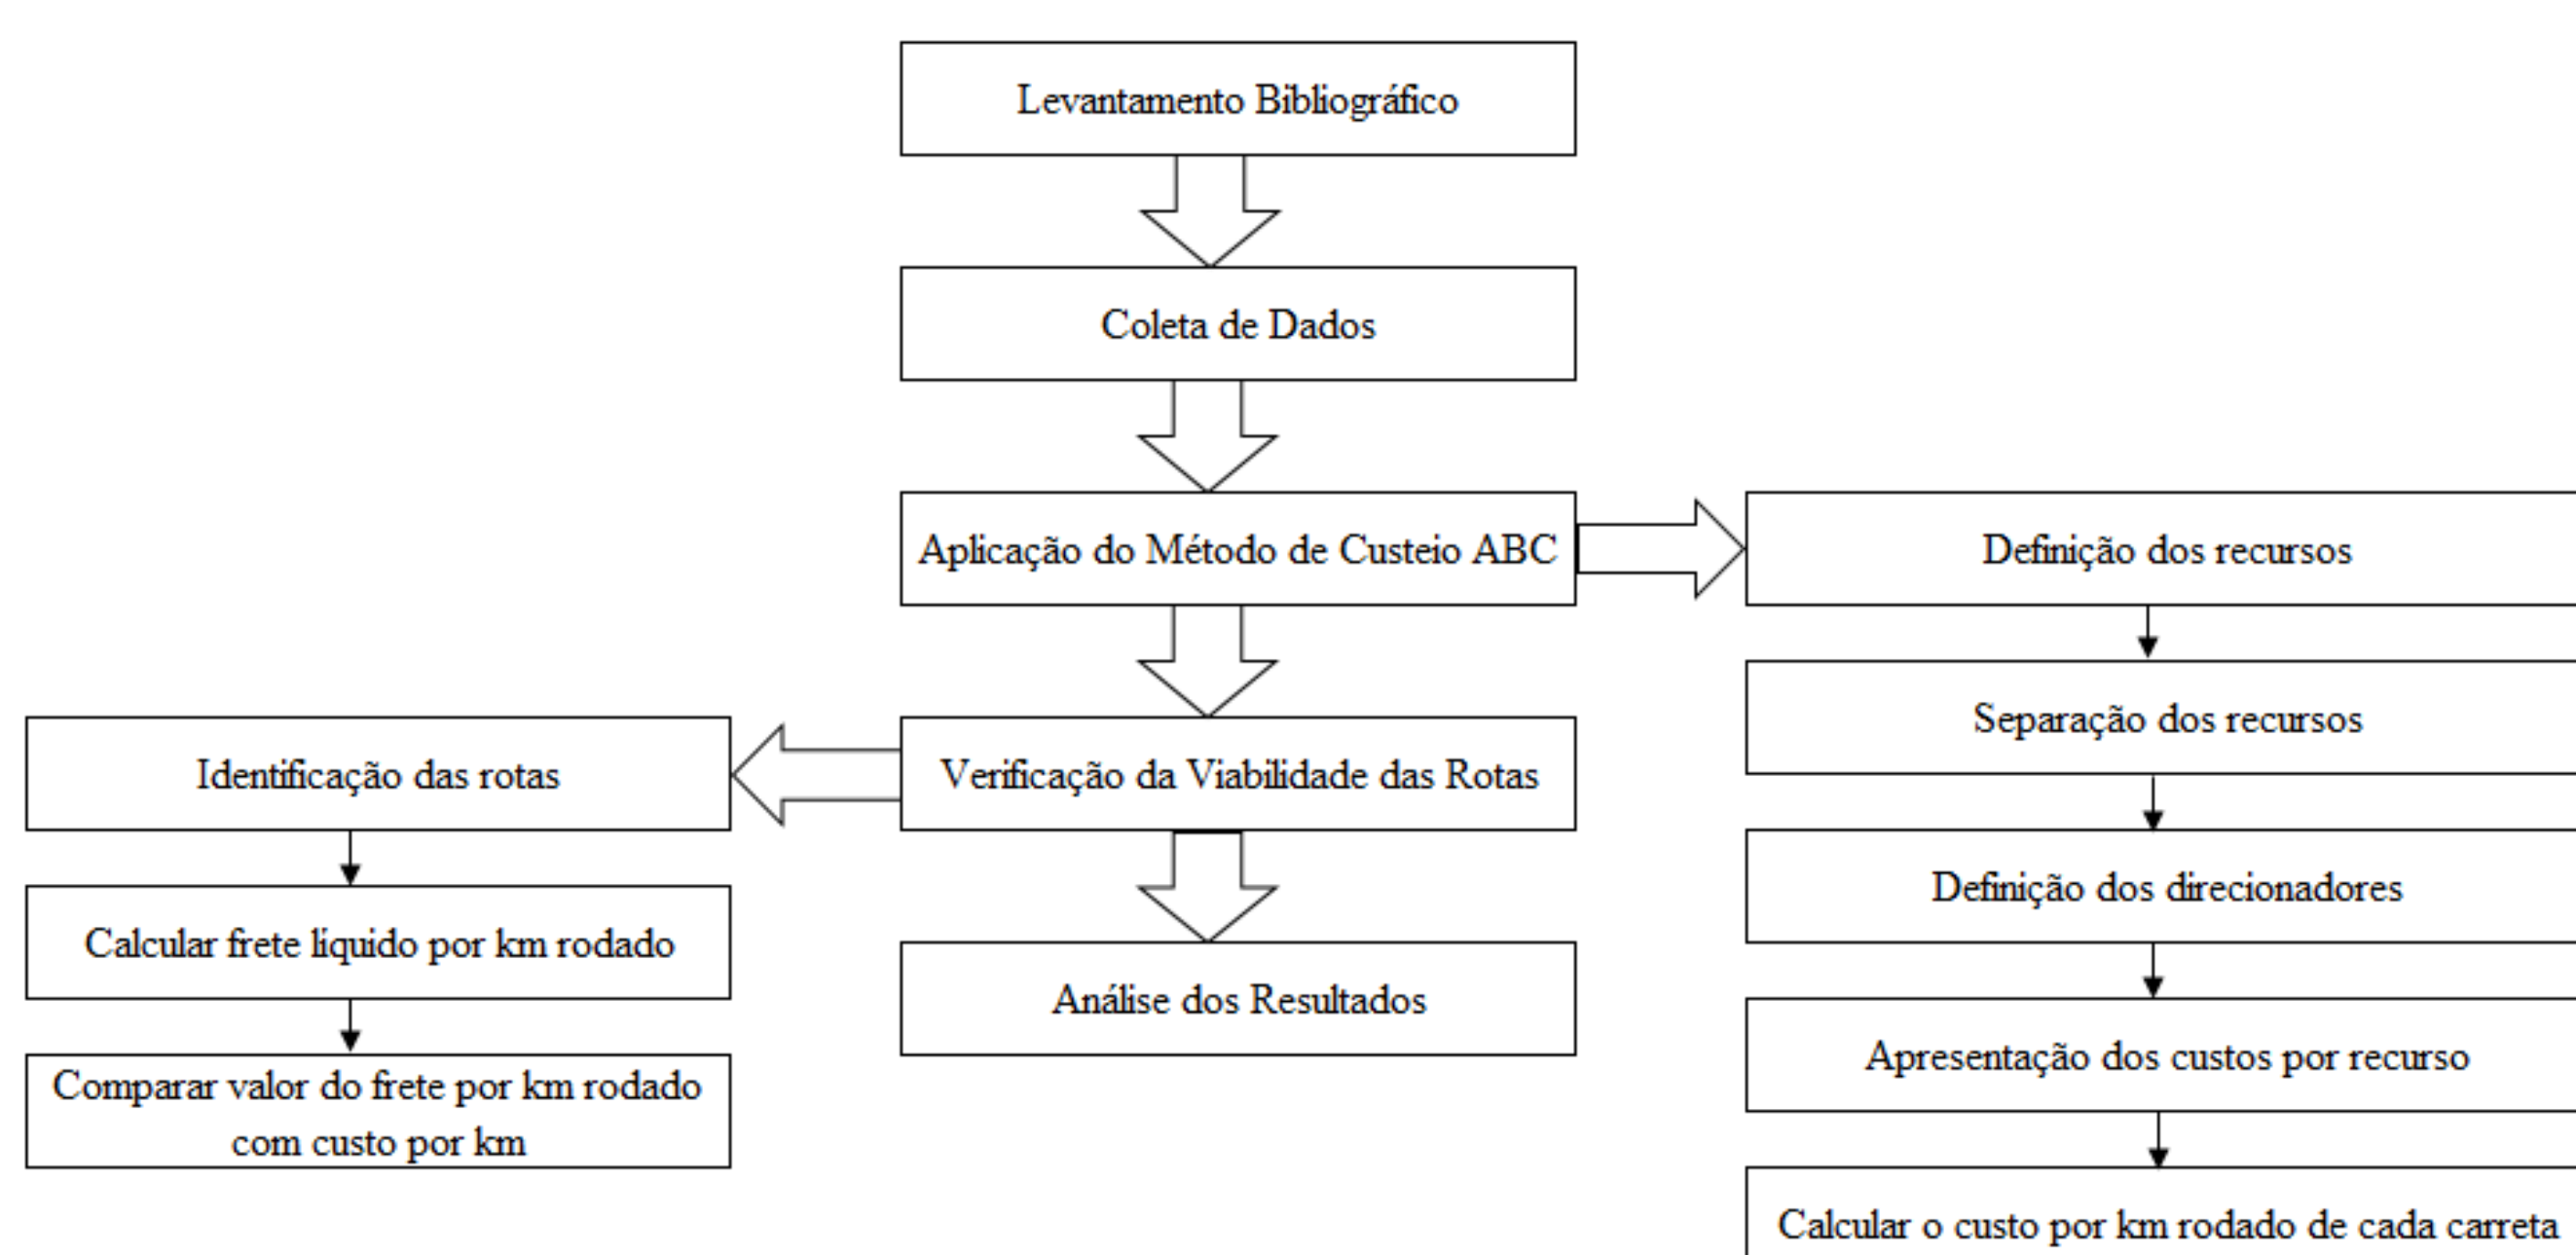 Levantamento Bibliográfico
Coleta de Dados
Aplicação do Método de Custeio ABC
Definição dos recursos
Separação dos recursos
Identificação das rotas
Verificação da Viabilidade das Rotas
Definição dos direcionadores
Calcular frete líquido por km rodado
Análise dos Resultados
Apresentação dos custos por recurso
Comparar valor do frete por km rodado
com custo por km
Calcular o custo por km rodado de cada carreta